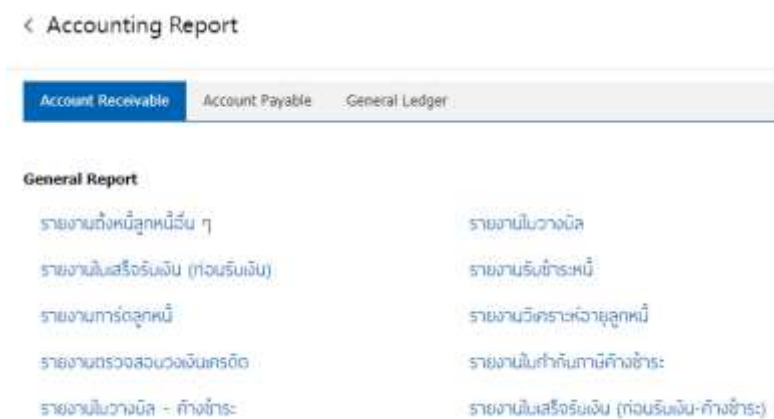 < Accounting Report
Account Receivable Account Payable General Ledger
General Report
รายงานตั้งหนี้ลูกหนี้อื่น ๆ รายงานใบวางบิล
รายงานใบเสร็จรับเงิน (ก่อนรับเงิน) รายงานรับชำระหนี้
รายงานการ์ดลูกหนี้ รายงานวิเคราะห์อายุลูกหนี้
รายงานตรวจสอบวงเงินเครดิต รายงานใบกำกับภาษีค้างชำระ
รายงานใบวางบิล - ค้างชำระ รายงานใบเสร็จรับเงิน (ก่อนรับเงิน-ค้างชำระ)